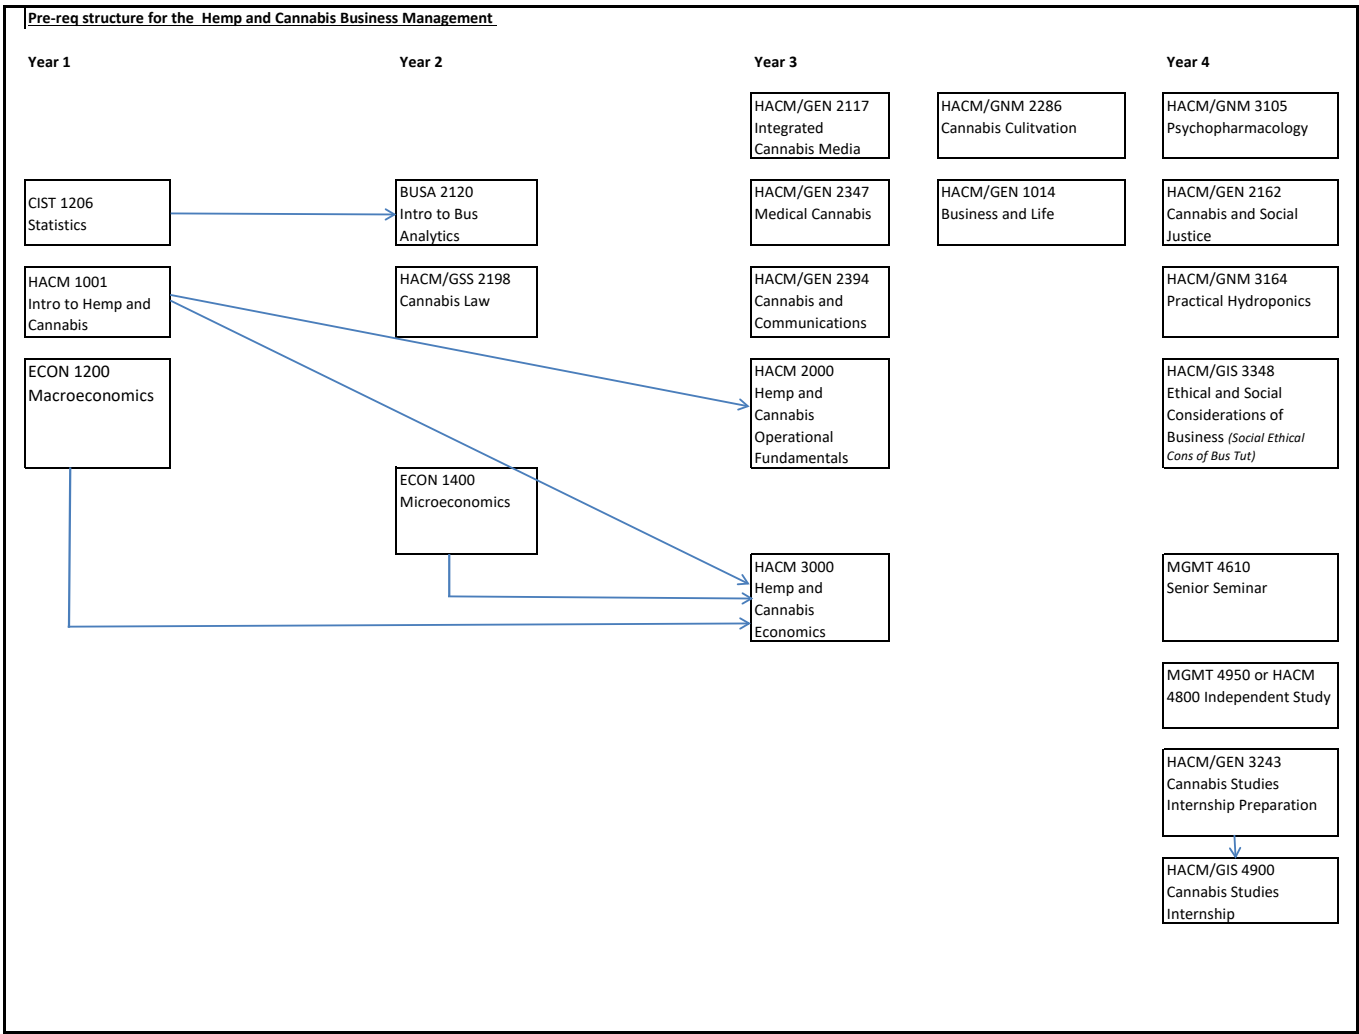 Pre-req structure for the Hemp and Cannabis Business Management
Year 1
Year 2
Year 3
Year 4
HACM/GEN 2117
Integrated
Cannabis Media
HACM/GNM 2286
Cannabis Culitvation
HACM/GNM 3105
Psychopharmacology
CIST 1206
Statistics
BUSA 2120
Intro to Bus
Analytics
HACM/GEN 2347
Medical Cannabis
HACM/GEN 1014
Business and Life
HACM/GEN 2162
Cannabis and Social
Justice
HACM 1001
Intro to Hemp and
Cannabis
HACM/GSS 2198
Cannabis Law
HACM/GEN 2394
Cannabis and
Communications
HACM/GNM 3164
Practical Hydroponics
ECON 1200
Macroeconomics
HACM 2000
Hemp and
Cannabis
Operational
Fundamentals
HACM/GIS 3348
Ethical and Social
Considerations of
Business (Social Ethical
Cons of Bus Tut)
ECON 1400
Microeconomics
HACM 3000
Hemp and
Cannabis
Economics
MGMT 4610
Senior Seminar
MGMT 4950 or HACM
4800 Independent Study
HACM/GEN 3243
Cannabis Studies
Internship Preparation
HACM/GIS 4900
Cannabis Studies
Internship